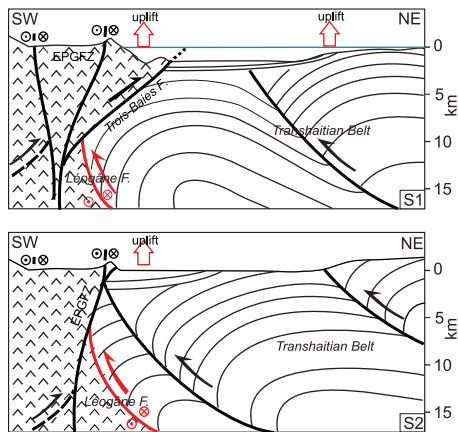 SW
uplift
uplift
NE
EPGFZ
0
Trois Baies F.
5
km
Transhaitian Belt
10
Léogâne F.
15
S1
SW
uplift
NE
0
EPGFZ
5
km
Transhaitian Belt
10
Léogâne F.
15
S2